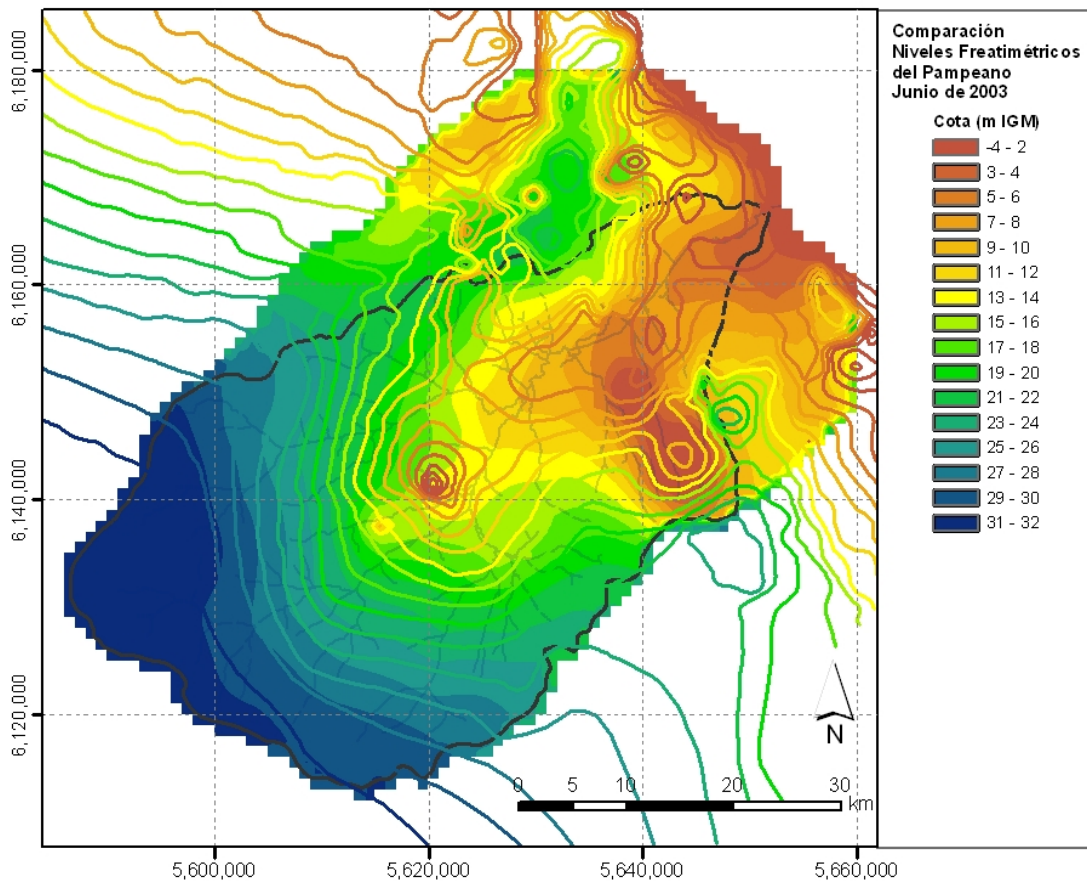 Comparación
Niveles Freatimétricos
del Pampeano
Junio de 2003
Cota (m IGM)
-4 - 2
3 - 4
5 - 6
7 - 8
9 - 10
11 - 12
13 - 14
15 - 16
17 - 18
19 - 20
21 - 22
23 - 24
25 - 26
27 - 28
29 - 30
31 - 32
6,180,000
6,160,000
6,140,000
6,120,000
N
0 5 10 20 30
km
5,600,000 5,620,000 5,640,000 5,660,000